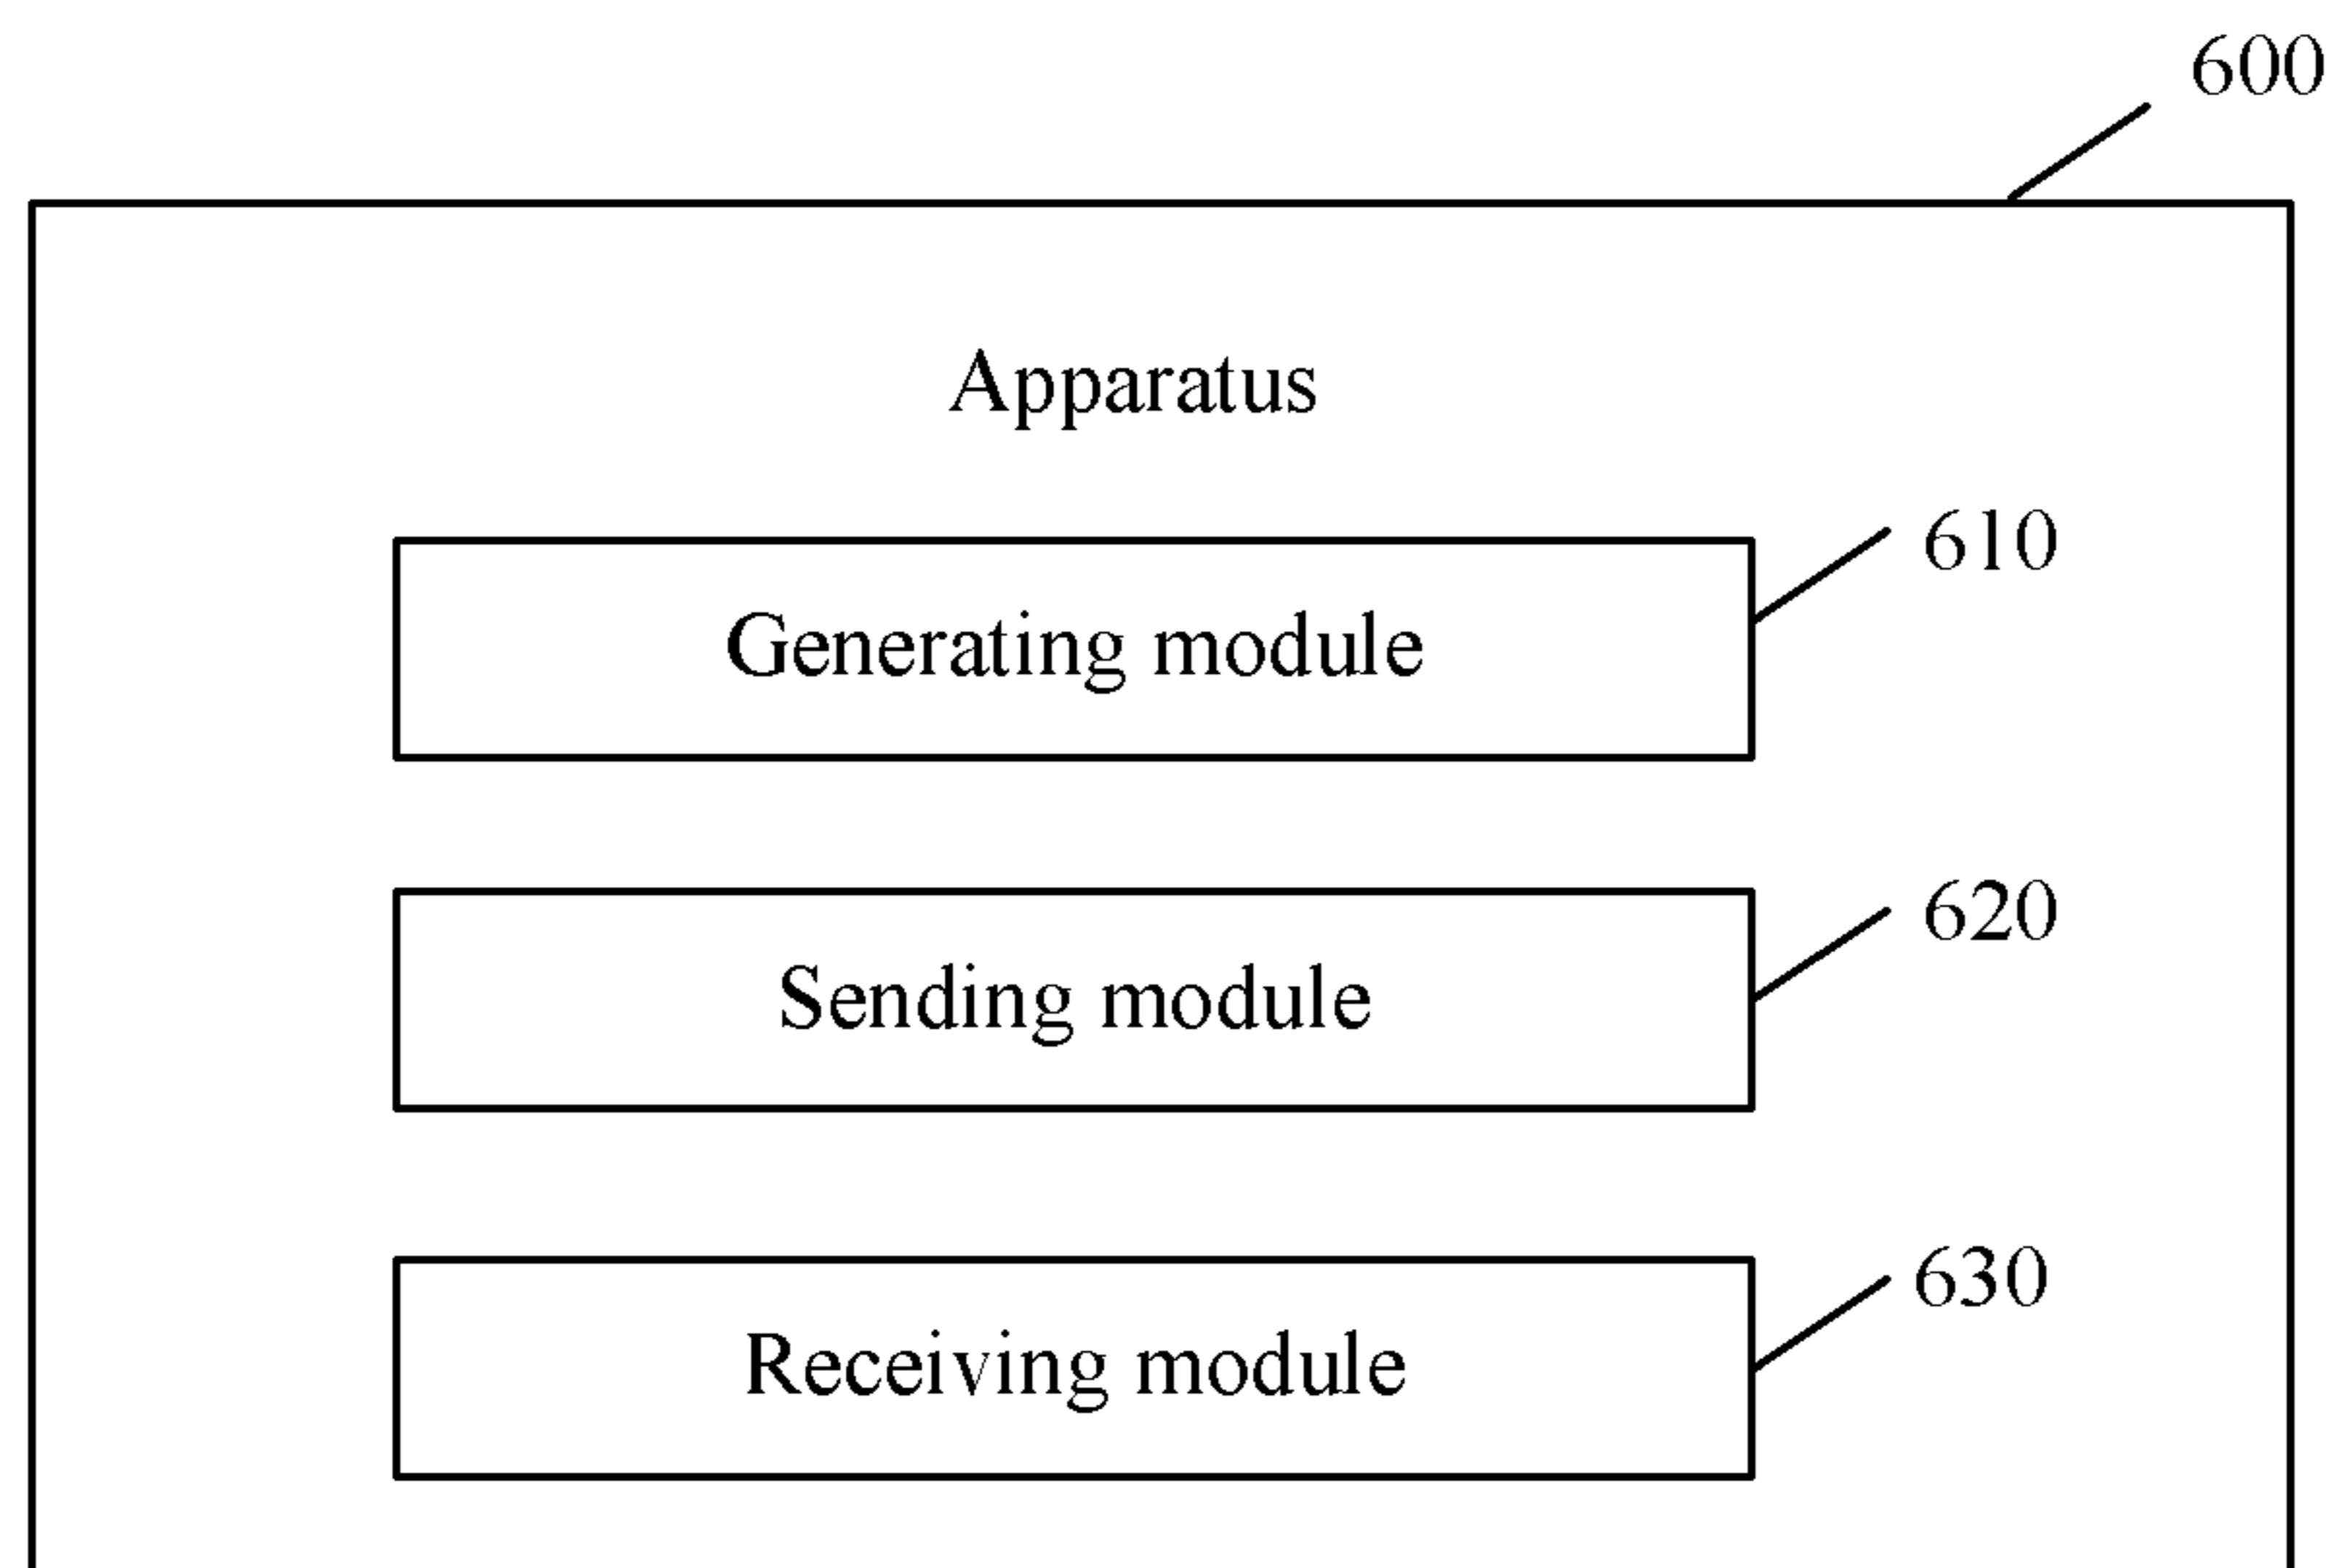 600
Apparatus
610
Generating module
620
Sending module
630
Receiving module